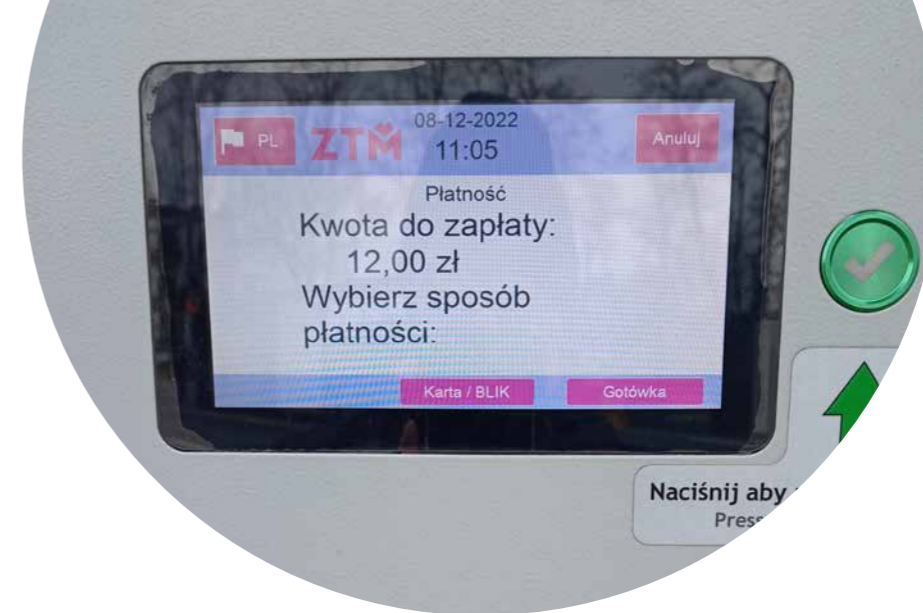 PL ZTM 08-12-2022 Anuluj
11:05
Płatność
Kwota do zapłaty:
12,00 zł
Wybierz sposób
płatności:
Karta / BLIK Gotówka
Naciśnij aby
Press